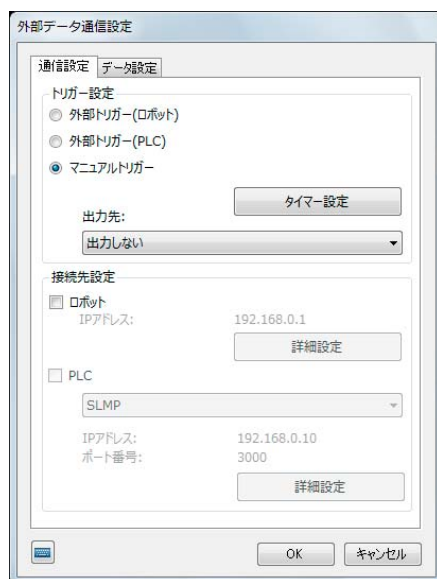 外部データ通信設定
通信設定 データ設定
トリガー設定
外部トリガー(ロボット)
外部トリガー(PLC)
マニュアルトリガー
タイマー設定
出力先:
出力しない
接続先設定
ロボット
IPアドレス: 192.168.0.1
詳細設定
PLC
SLMP
IPアドレス: 192.168.0.10
ポート番号: 3000
詳細設定
OK キャンセル